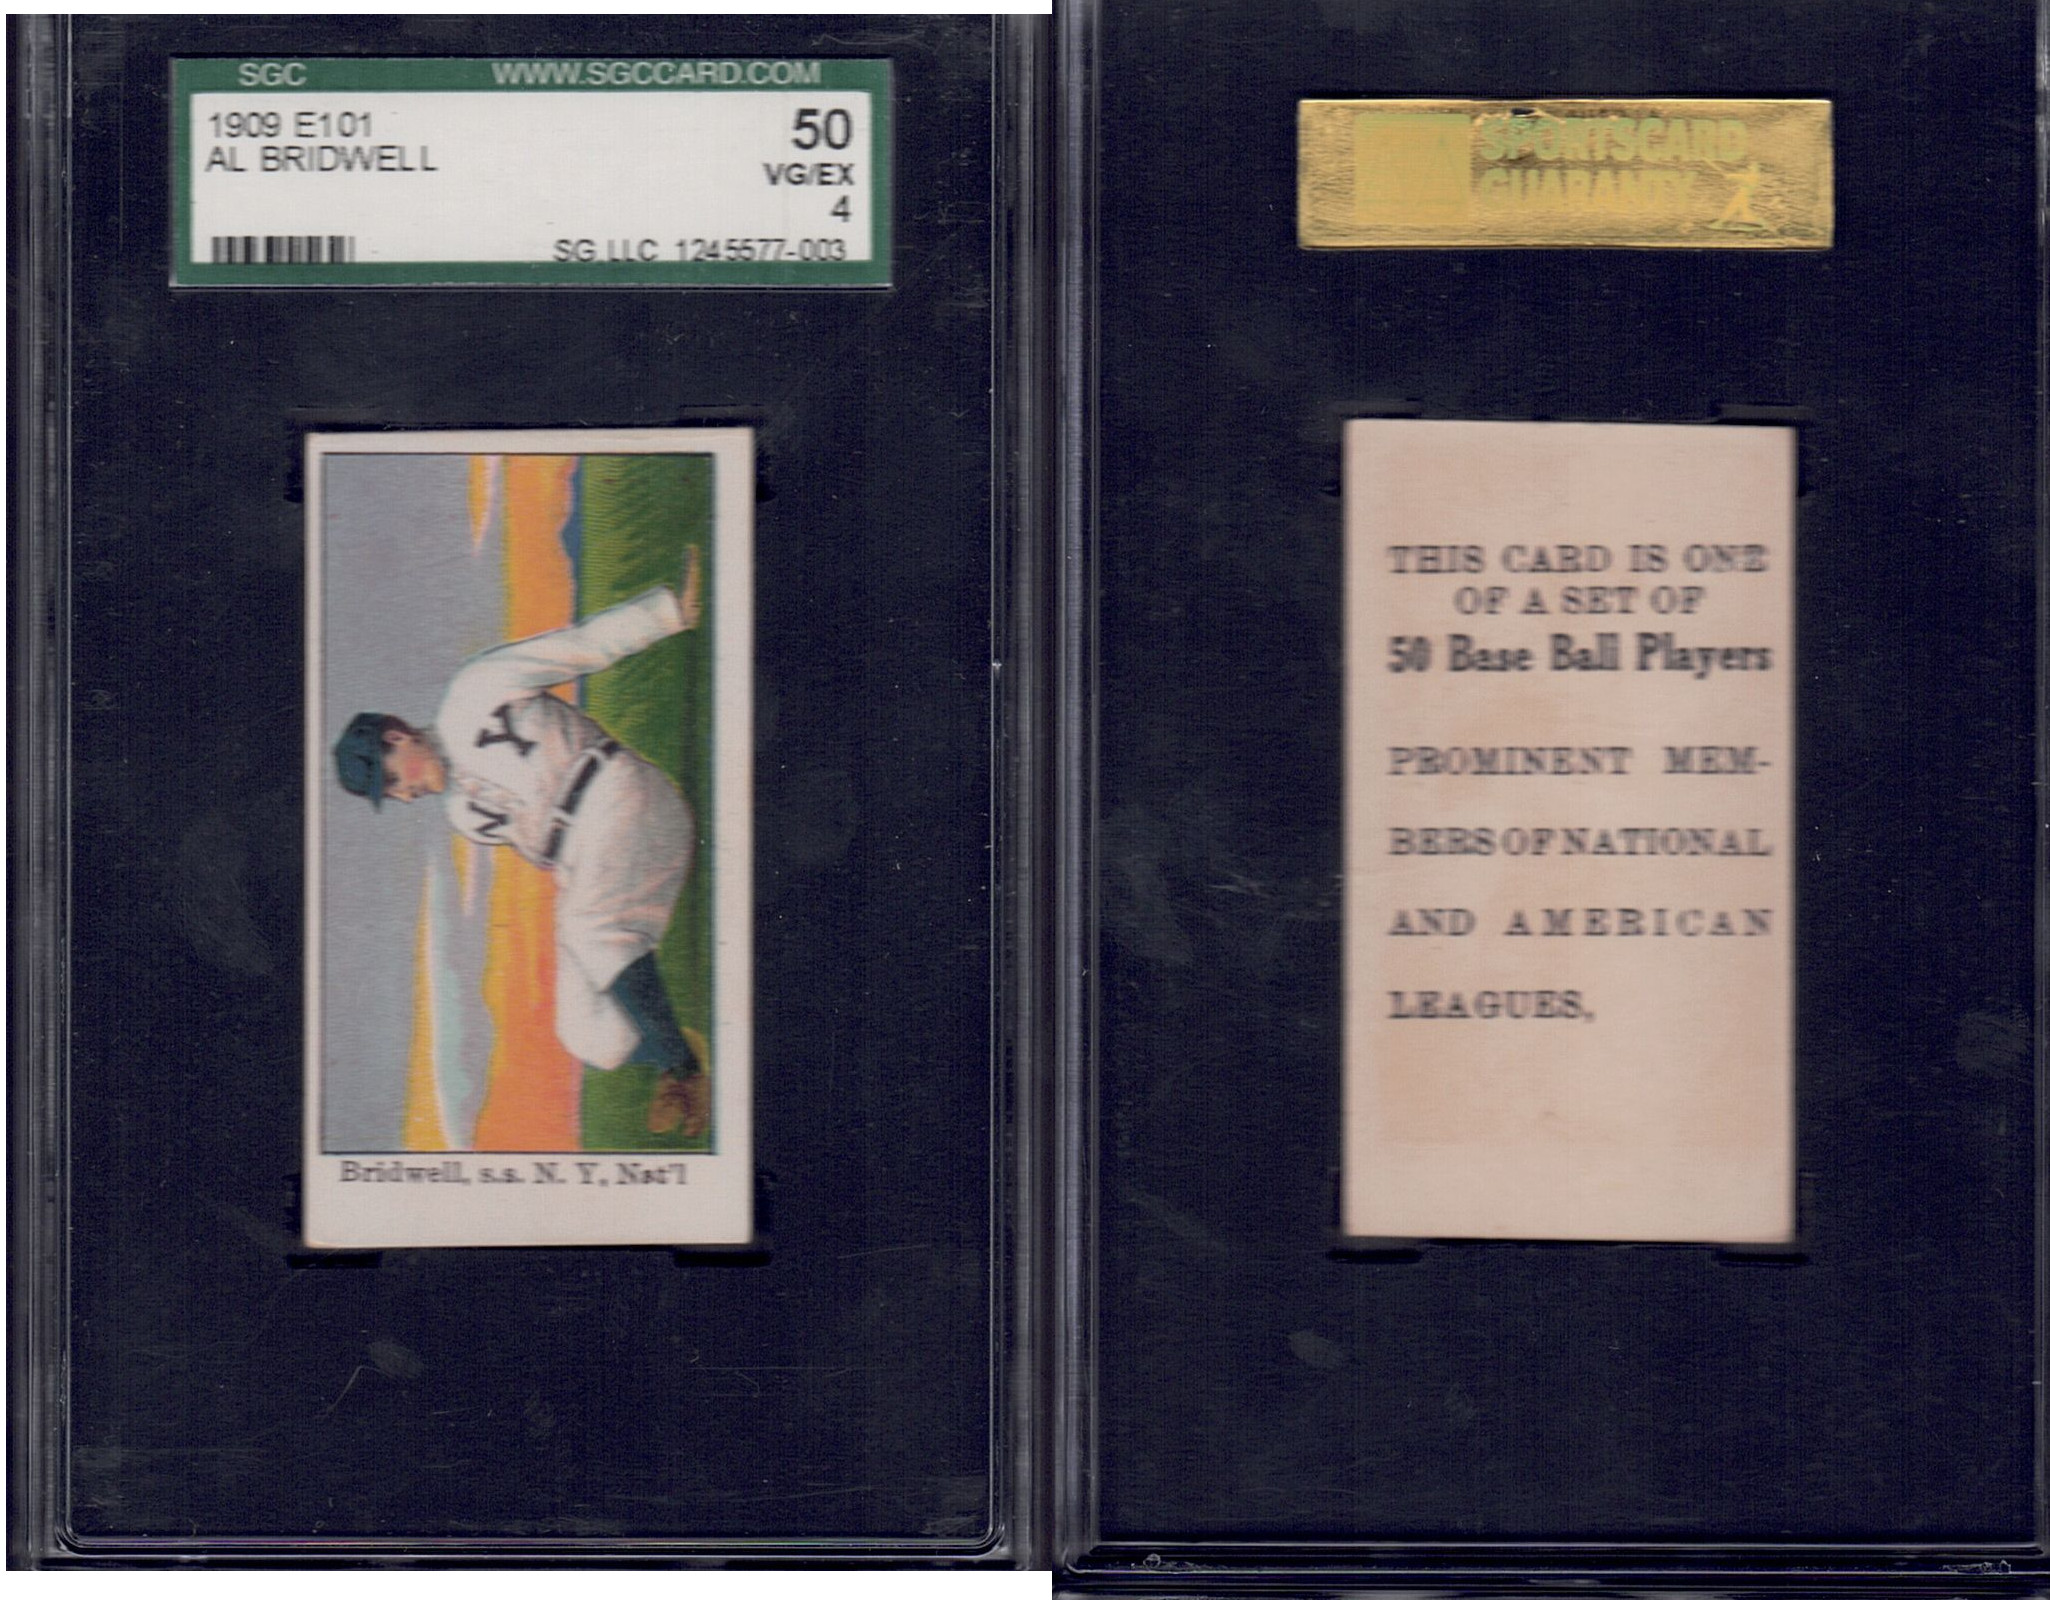 SGC WWW.SGCCARD.COM
1909 E101 50
AL BRIDWELL VG/EX
4
SG, LLC 1245577-003
N Y
Bridwell, s.s. N. Y, Nat'l
SPORTSCARD
GUARANTY
THIS CARD IS ONE
OF A SET OF
50 Base Ball Players
PROMINENT MEM-
BERS OF NATIONAL
AND AMERICAN
LEAGUES,